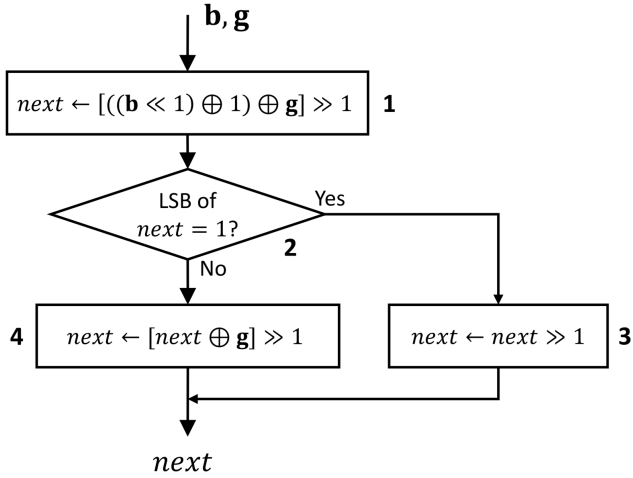 b, g
next ← [((b ≪ 1) ⊕ 1) ⊕ g] ≫ 1 1
LSB of
next = 1?
Yes
2
No
4 next ← [next ⊕ g] ≫ 1
next ← next ≫ 1 3
next